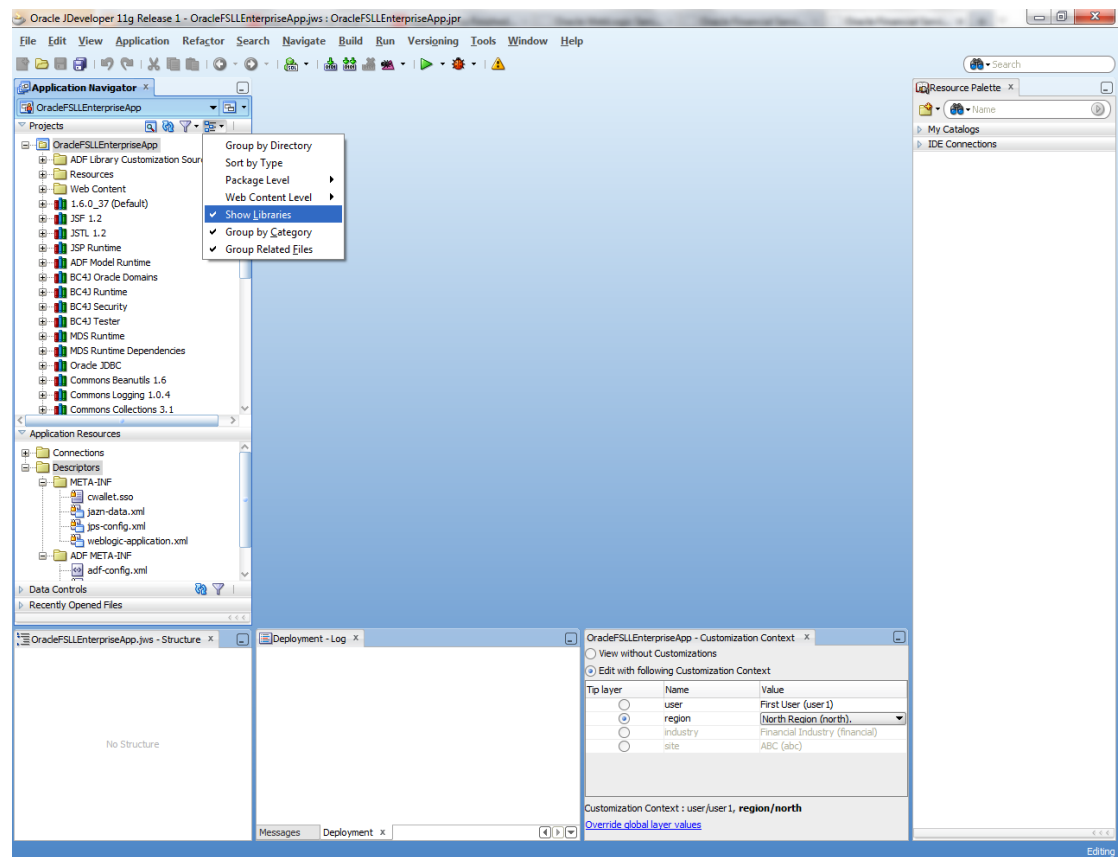 Oracle JDeveloper 11g Release 1 - OracleFSLLEnterpriseApp.jws : OracleFSLLEnterpriseApp.jpr
File Edit View Application Refactor Search Navigate Build Run Versioning Tools Window Help
Search
Application Navigator
OracleFSLLEnterpriseApp
Projects
OracleFSLLEnterpriseApp
ADF Library Customization Sour
Resources
Web Content
1.6.0_37 (Default)
JSF 1.2
JSTL 1.2
JSP Runtime
ADF Model Runtime
BC4J Oracle Domains
BC4J Runtime
BC4J Security
BC4J Tester
MDS Runtime
MDS Runtime Dependencies
Oracle JDBC
Commons Beanutils 1.6
Commons Logging 1.0.4
Commons Collections 3.1
Group by Directory
Sort by Type
Package Level
Web Content Level
Show Libraries
Group by Category
Group Related Files
Application Resources
Connections
Descriptors
META-INF
cwallet.sso
jazn-data.xml
jps-config.xml
weblogic-application.xml
ADF META-INF
adf-config.xml
Data Controls
Recently Opened Files
Resource Palette
Name
My Catalogs
IDE Connections
OracleFSLLEnterpriseApp.jws - Structure
No Structure
Deployment - Log
Messages Deployment
OracleFSLLEnterpriseApp - Customization Context
View without Customizations
Edit with following Customization Context
Tip layer Name Value
user First User (user1)
region North Region (north).
industry Financial Industry (financial)
site ABC (abc)
Customization Context : user/user1, region/north
Override global layer values
Editing